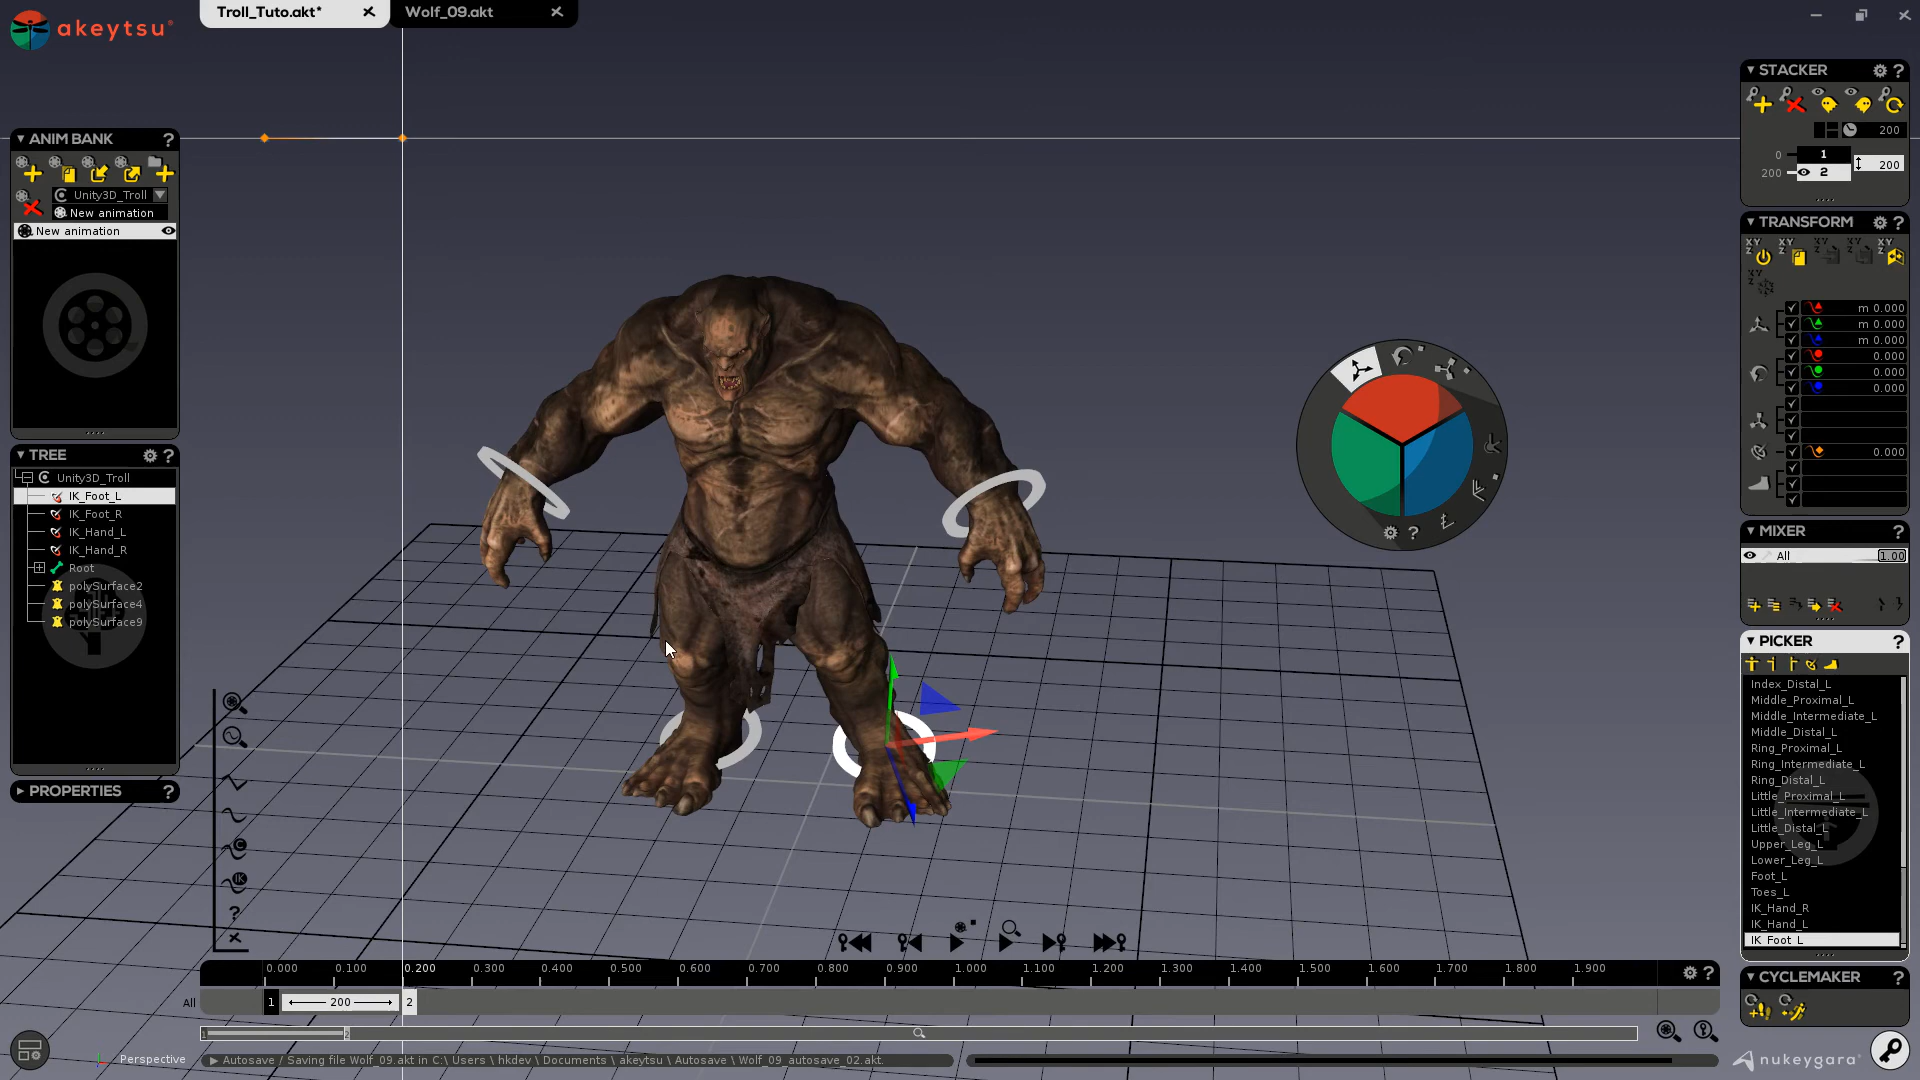 Troll_Tuto.akt*
Wolf_09.akt
akeytsu
ANIM BANK ?
Unity3D_Troll
New animation
New animation
TREE ?
Unity3D_Troll
IK_Foot_L
IK_Foot_R
IK_Hand_L
IK_Hand_R
Root
polySurface2
polySurface4
polySurface9
PROPERTIES ?
STACKER ?
200
0 1
200 2
200
TRANSFORM ?
m 0.000
m 0.000
m 0.000
0.000
0.000
0.000
0.000
MIXER
All 1.00
PICKER ?
Index_Distal_L
Middle_Proximal_L
Middle_Intermediate_L
Middle_Distal_L
Ring_Proximal_L
Ring_Intermediate_L
Ring_Distal_L
Little_Proximal_L
Little_Intermediate_L
Little_Distal_L
Upper_Leg_L
Lower_Leg_L
Foot_L
Toes_L
IK_Hand_R
IK_Hand_L
IK_Foot_L
CYCLEMAKER ?
?
C
IK
?
0.000 0.100 0.200 0.300 0.400 0.500 0.600 0.700 0.800 0.900 1.000 1.100 1.200 1.300 1.400 1.500 1.600 1.700 1.800 1.900 ?
All 1 200 2
1 2
Perspective
Autosave / Saving file Wolf_09.akt in C:\ Users \ hkdev \ Documents \ akeytsu \ Autosave \ Wolf_09_autosave_02.akt.
nukeygara